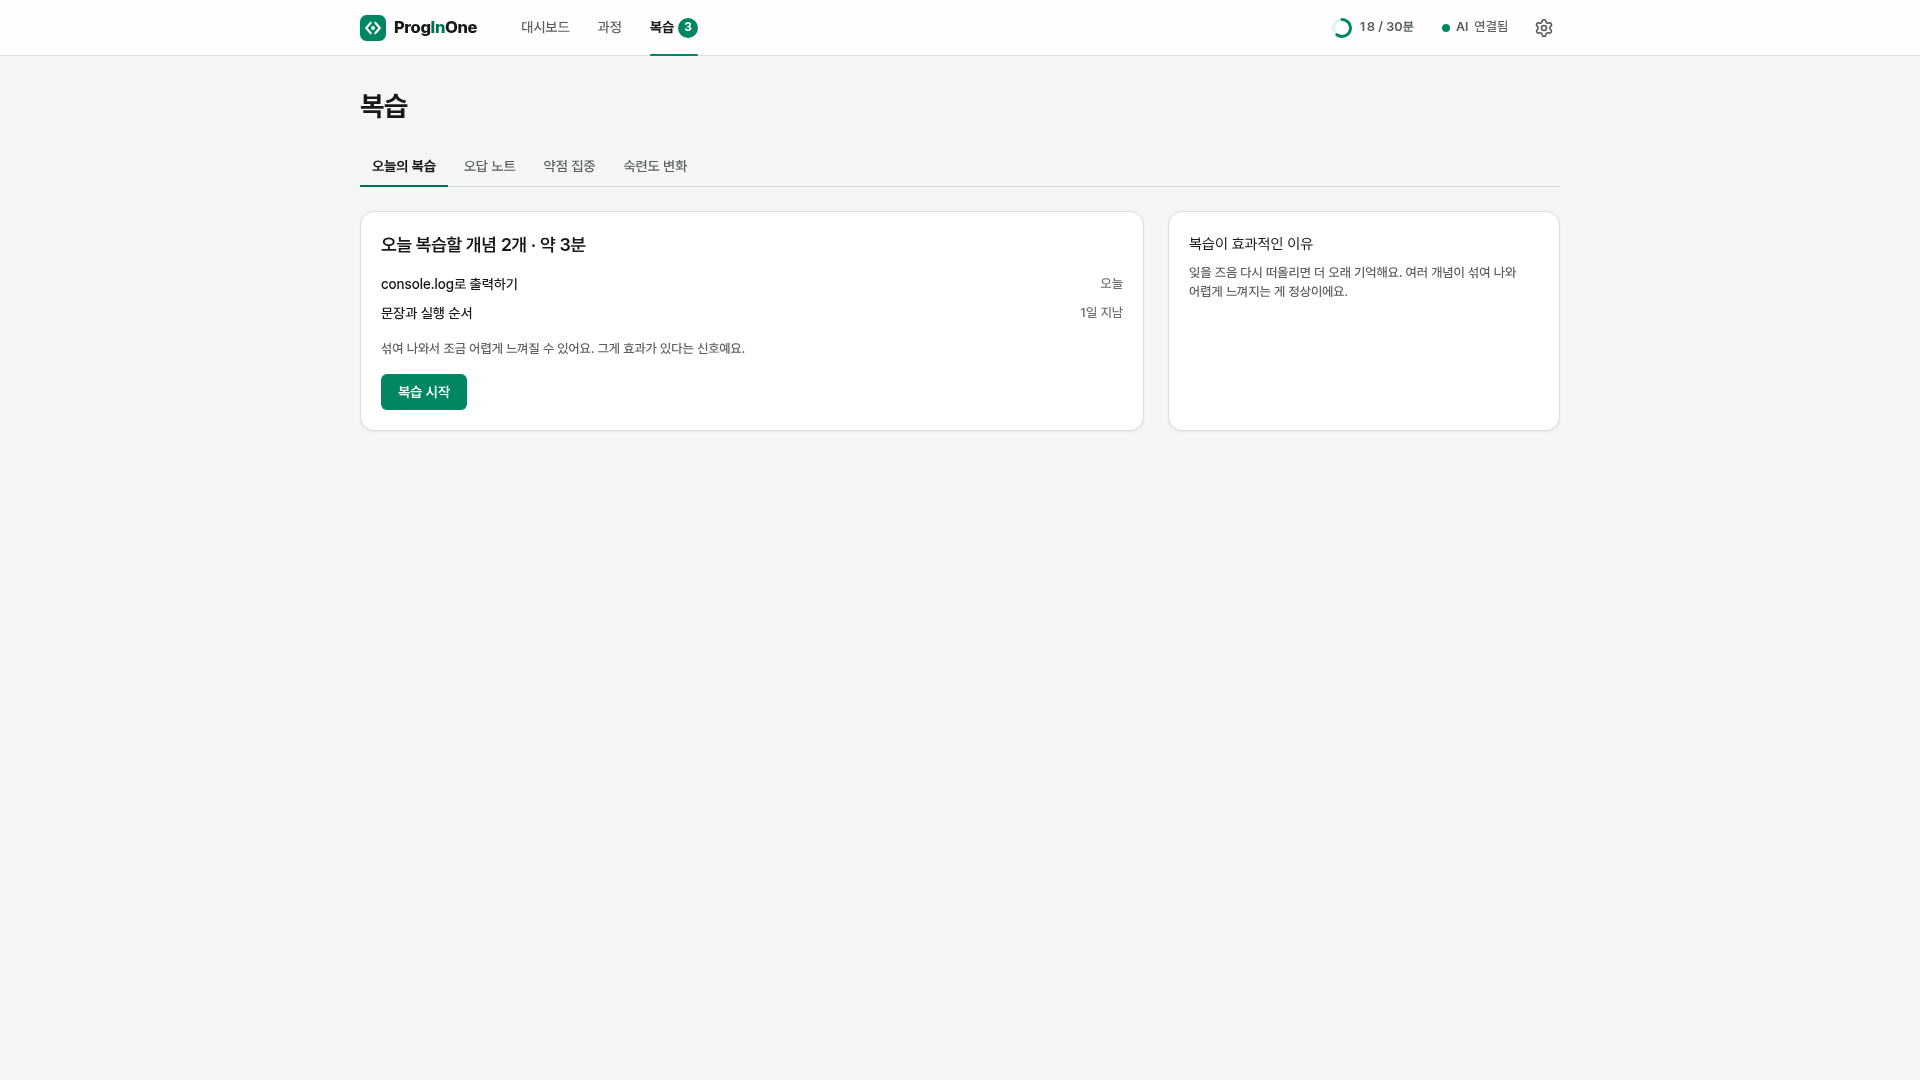 ProgInOne
대시보드
과정
복습 3
18 / 30분
AI 연결됨
복습
오늘의 복습
오답 노트
약점 집중
숙련도 변화
오늘 복습할 개념 2개 · 약 3분
console.log로 출력하기
오늘
문장과 실행 순서
1일 지남
섞여 나와서 조금 어렵게 느껴질 수 있어요. 그게 효과가 있다는 신호예요.
복습 시작
복습이 효과적인 이유
잊을 즈음 다시 떠올리면 더 오래 기억해요. 여러 개념이 섞여 나와
어렵게 느껴지는 게 정상이에요.